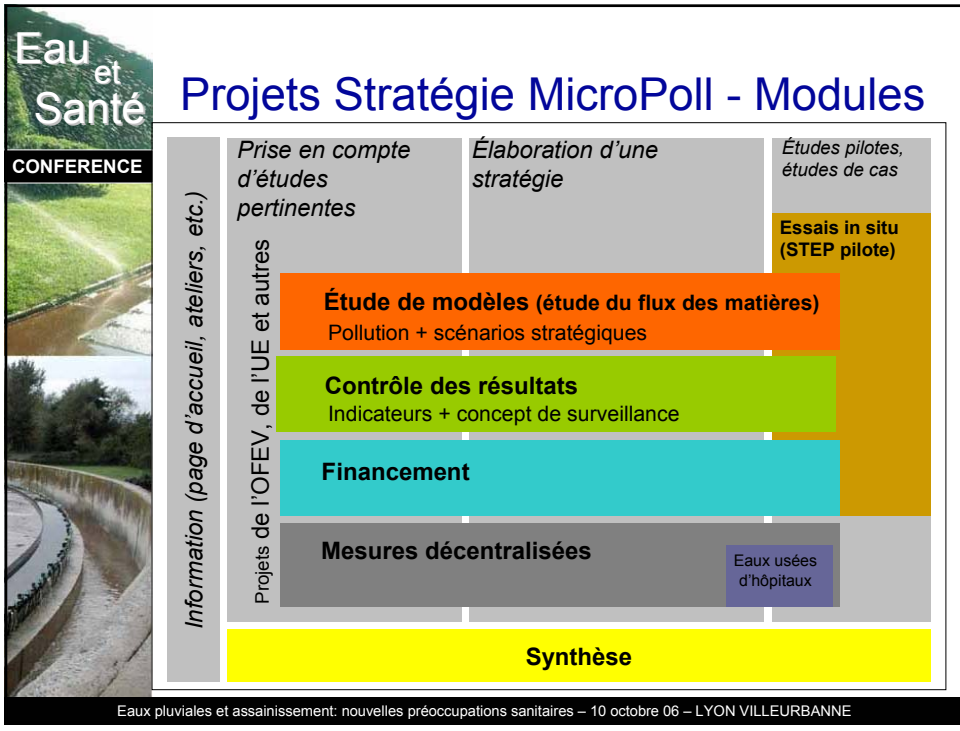 Eau
et
Santé
CONFERENCE
Projets Stratégie MicroPoll - Modules
Information (page d'accueil, ateliers, etc.)
Prise en compte
d'études
pertinentes
Élaboration d'une
stratégie
Études pilotes,
études de cas
Projets de l'OFEV, de l'UE et autres
Essais in situ
(STEP pilote)
Étude de modèles (étude du flux des matières)
Pollution + scénarios stratégiques
Contrôle des résultats
Indicateurs + concept de surveillance
Financement
Mesures décentralisées
Eaux usées
d'hôpitaux
Synthèse
Eaux pluviales et assainissement: nouvelles préoccupations sanitaires – 10 octobre 06 – LYON VILLEURBANNE